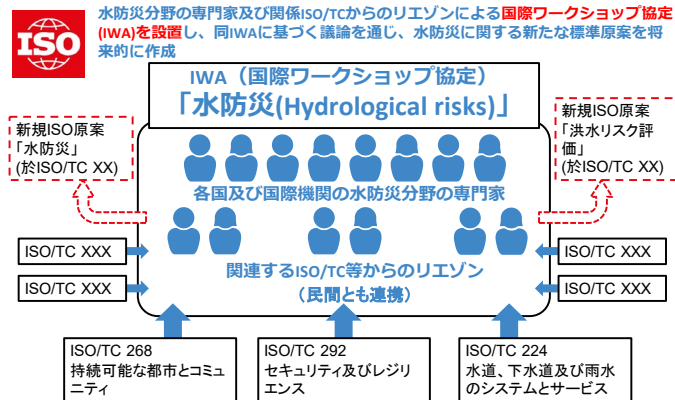 ISO
水防災分野の専門家及び関係ISO/TCからのリエゾンによる国際ワークショップ協定
(IWA)を設置し、同IWAに基づく議論を通じ、水防災に関する新たな標準原案を将
来的に作成
IWA（国際ワークショップ協定）
「水防災(Hydrological risks)」
新規ISO原案
「水防災」
(於ISO/TC XX)
新規ISO原案
「洪水リスク評
価」
(於ISO/TC XX)
各国及び国際機関の水防災分野の専門家
ISO/TC XXX
ISO/TC XXX
関連するISO/TC等からのリエゾン
（民間とも連携）
ISO/TC XXX
ISO/TC XXX
ISO/TC 268
持続可能な都市とコミュ
ニティ
ISO/TC 292
セキュリティ及びレジリ
エンス
ISO/TC 224
水道、下水道及び雨水
のシステムとサービス